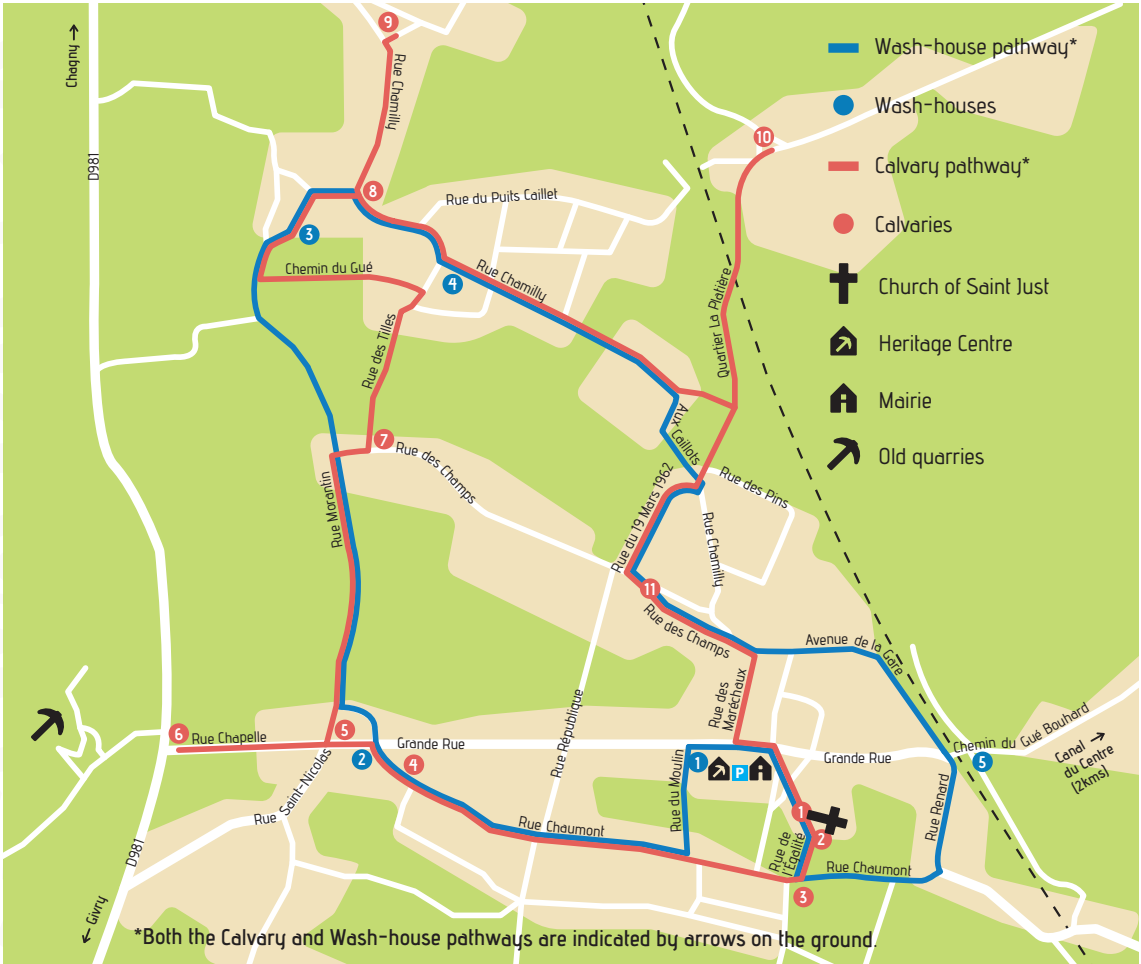 Chagny →
D981
9
Rue Chamilly
8
3
Rue du Puits Caillet
Chemin du Gué
4
Rue Chamilly
10
Quartier La Platière
Rue des Tilles
7
Rue des Champs
Aux
Caillots
Rue des Pins
Rue Morantin
Rue du 19 Mars 1962
Rue Chamilly
11
Rue des Champs
Avenue de la Gare
Rue des
Maréchaux
6
Rue Chapelle
5
2
4
Grande Rue
Rue République
Rue Saint-Nicolas
Rue Chaumont
Rue du Moulin
1
P
Grande Rue
Chemin du Gué Bouhard
5
Canal →
du Centre
(2kms)
1
2
Rue de
l'Egalité
3
Rue Chaumont
Rue Renard
D981
← Givry
Wash-house pathway*
Wash-houses
Calvary pathway*
Calvaries
Church of Saint Just
Heritage Centre
Mairie
Old quarries
*Both the Calvary and Wash-house pathways are indicated by arrows on the ground.